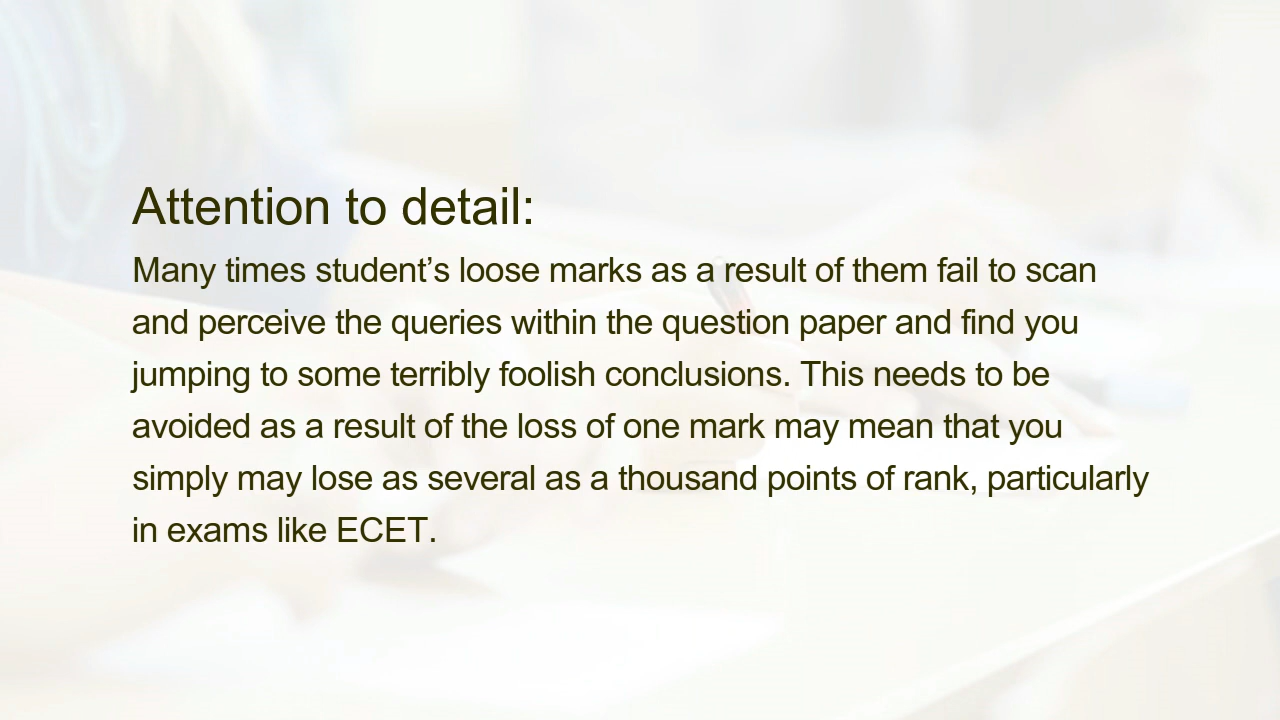 Attention to detail:
Many times student’s loose marks as a result of them fail to scan
and perceive the queries within the question paper and find you
jumping to some terribly foolish conclusions. This needs to be
avoided as a result of the loss of one mark may mean that you
simply may lose as several as a thousand points of rank, particularly
in exams like ECET.